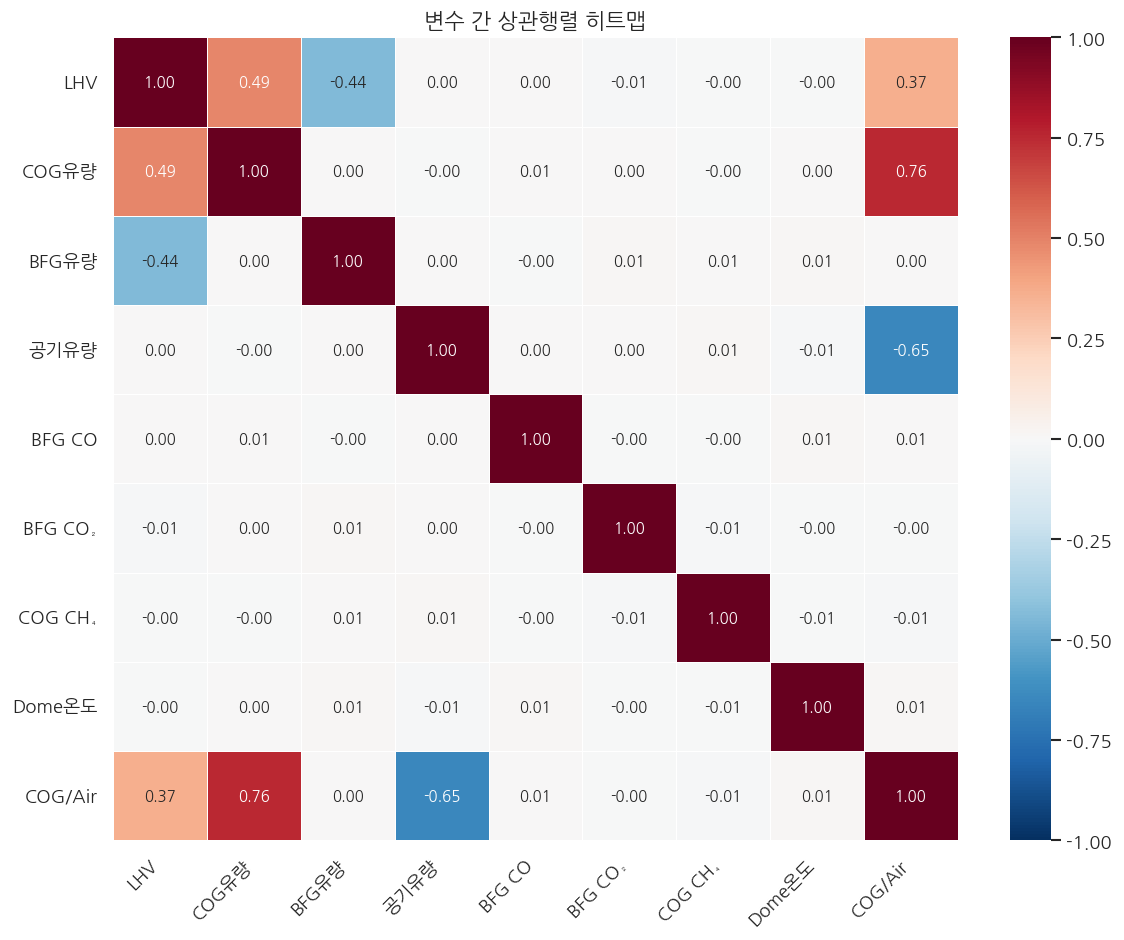 변수 간 상관행렬 히트맵
LHV 1.00 0.49 -0.44 0.00 0.00 -0.01 -0.00 -0.00 0.37
COG유량 0.49 1.00 0.00 -0.00 0.01 0.00 -0.00 0.00 0.76
BFG유량 -0.44 0.00 1.00 0.00 -0.00 0.01 0.01 0.01 0.00
공기유량 0.00 -0.00 0.00 1.00 0.00 0.00 0.01 -0.01 -0.65
BFG CO 0.00 0.01 -0.00 0.00 1.00 -0.00 -0.00 0.01 0.01
BFG CO₂ -0.01 0.00 0.01 0.00 -0.00 1.00 -0.01 -0.00 -0.00
COG CH₄ -0.00 -0.00 0.01 0.01 -0.00 -0.01 1.00 -0.01 -0.01
Dome온도 -0.00 0.00 0.01 -0.01 0.01 -0.00 -0.01 1.00 0.01
COG/Air 0.37 0.76 0.00 -0.65 0.01 -0.00 -0.01 0.01 1.00
LHV COG유량 BFG유량 공기유량 BFG CO BFG CO₂ COG CH₄ Dome온도 COG/Air
1.00
0.75
0.50
0.25
0.00
-0.25
-0.50
-0.75
-1.00